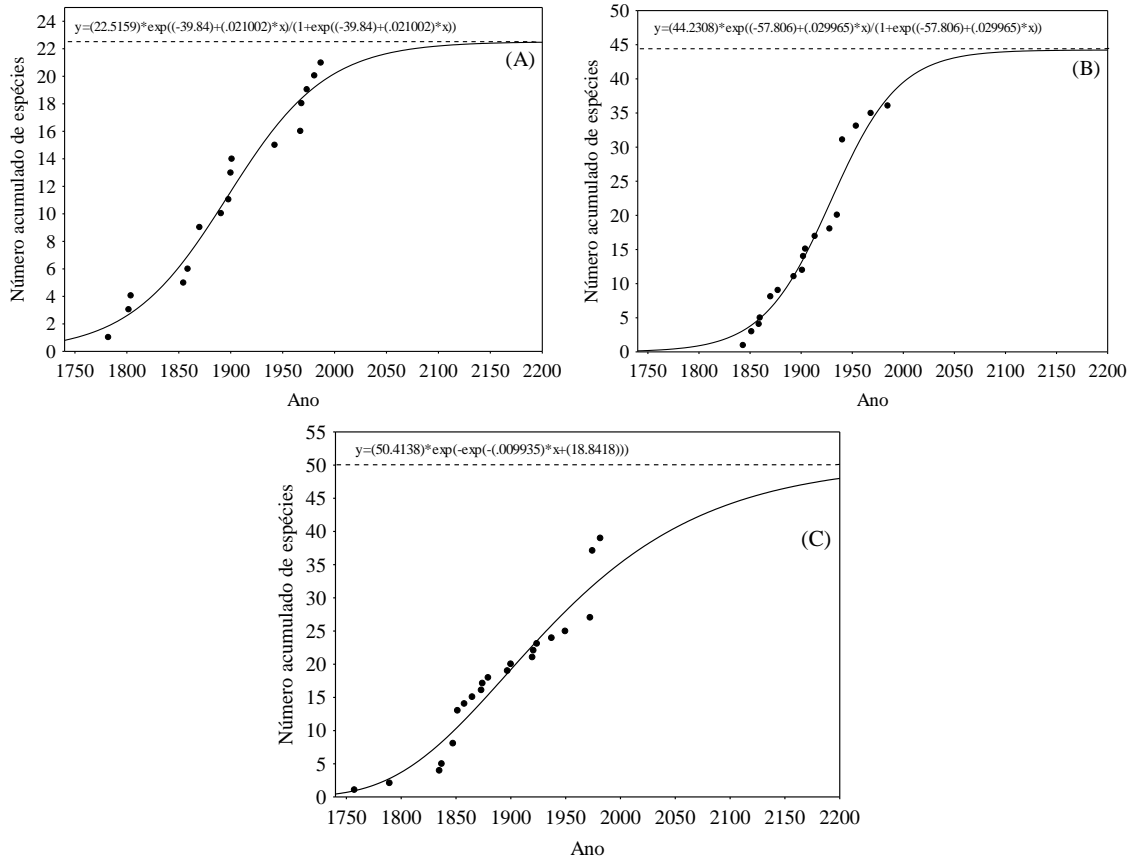 y=(22.5159)*exp((-39.84)+(.021002)*x)/(1+exp((-39.84)+(.021002)*x))
(A)
Número acumulado de espécies
24
22
20
18
16
14
12
10
8
6
4
2
0
1750 1800 1850 1900 1950 2000 2050 2100 2150 2200
Ano
y=(44.2308)*exp((-57.806)+(.029965)*x)/(1+exp((-57.806)+(.029965)*x))
(B)
Número acumulado de espécies
50
45
40
35
30
25
20
15
10
5
0
1750 1800 1850 1900 1950 2000 2050 2100 2150 2200
Ano
y=(50.4138)*exp(-exp(-(.009935)*x+(18.8418)))
(C)
Número acumulado de espécies
55
50
45
40
35
30
25
20
15
10
5
0
1750 1800 1850 1900 1950 2000 2050 2100 2150 2200
Ano